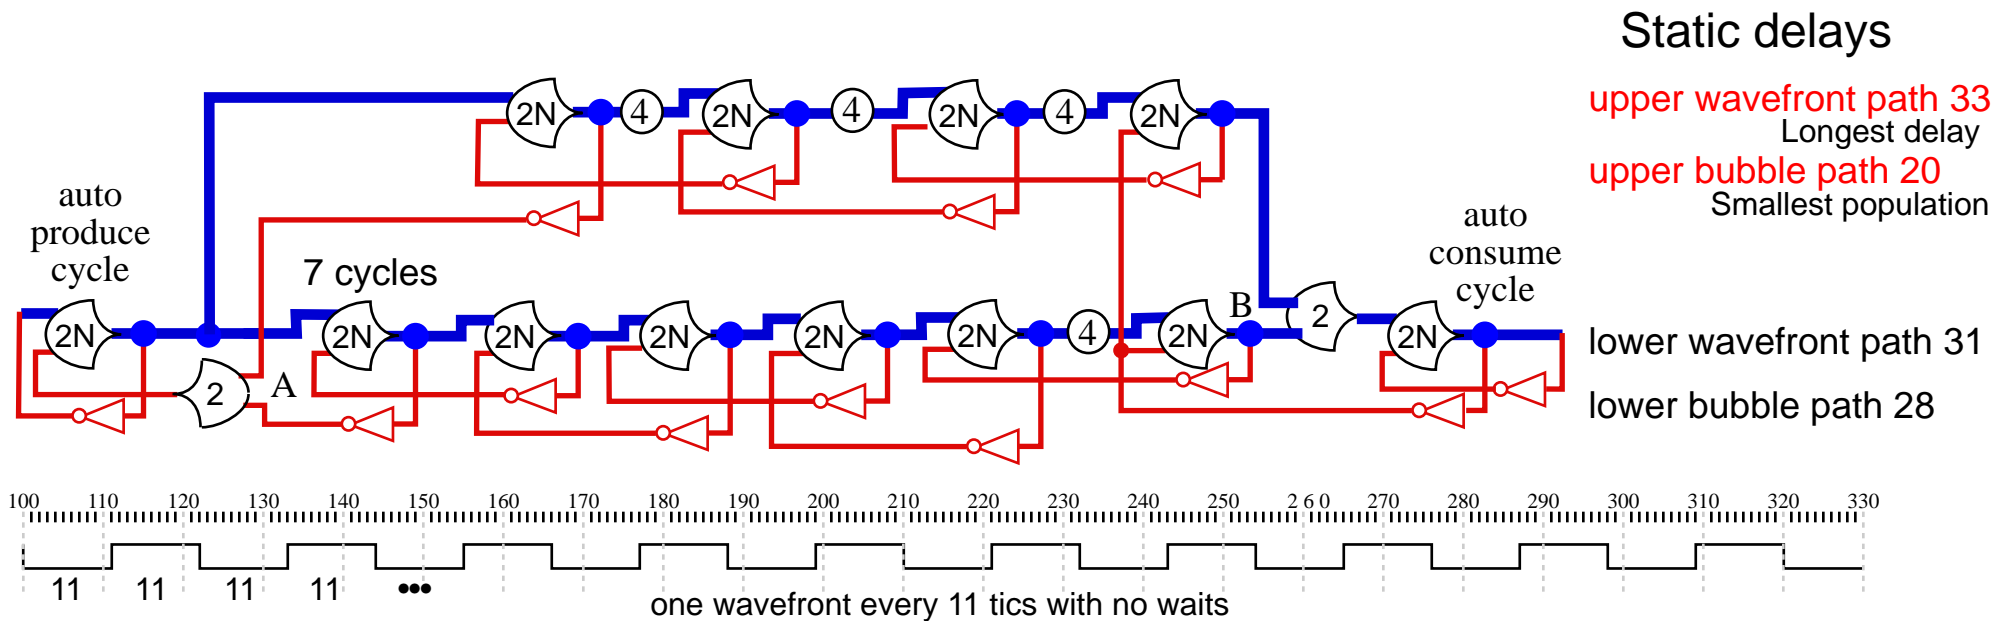 Static delays
upper wavefront path 33
Longest delay
upper bubble path 20
Smallest population
2N 4 2N 4 2N 4 2N
auto
produce
cycle
7 cycles
auto
consume
cycle
2N 2N 2N 2N 2N 2N 4 2N B 2 2N
lower wavefront path 31
2 A
lower bubble path 28
100 110 120 130 140 150 160 170 180 190 200 210 220 230 240 250 2 6 0 270 280 290 300 310 320 330
11 11 11 11 •••
one wavefront every 11 tics with no waits